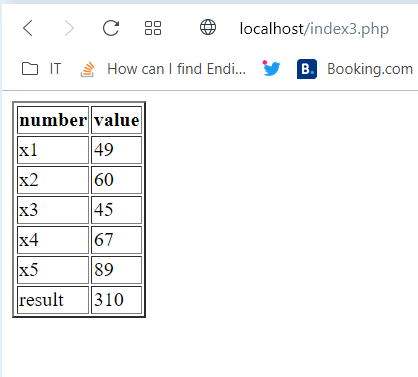 localhost/index3.php
IT How can I find Endi... B. Booking.com
number value
x1 49
x2 60
x3 45
x4 67
x5 89
result 310